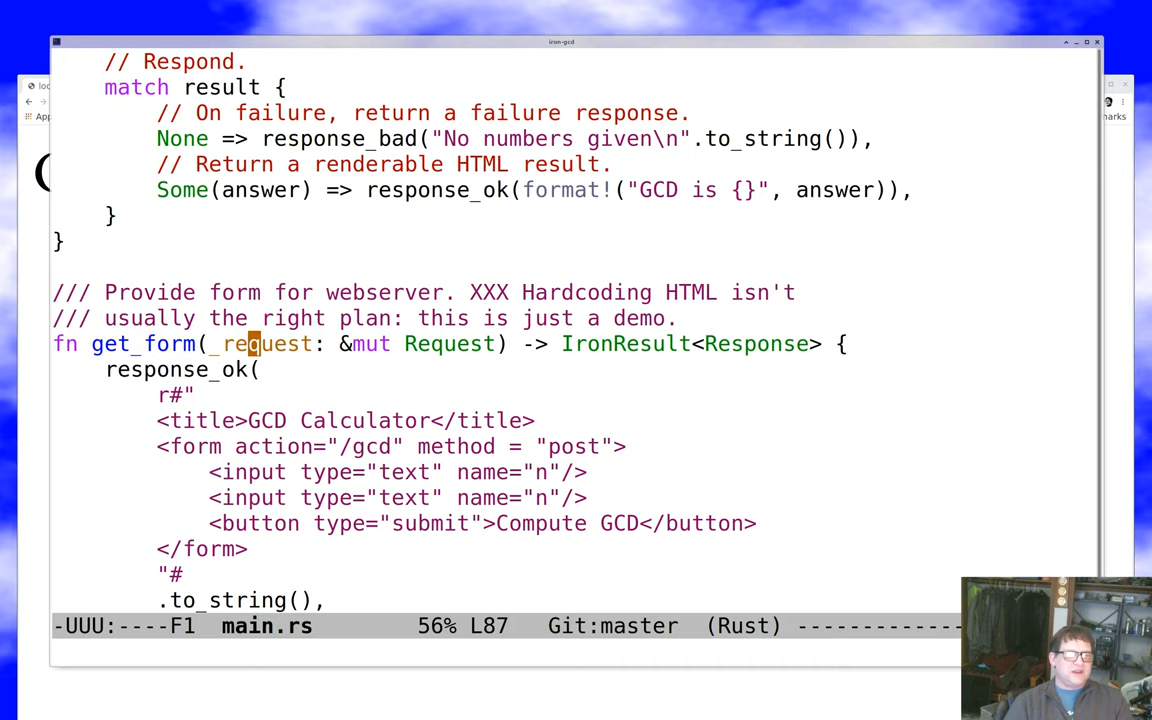 iron-gcd
// Respond.
match result {
// On failure, return a failure response.
None => response_bad("No numbers given\n".to_string()),
// Return a renderable HTML result.
Some(answer) => response_ok(format!("GCD is {}", answer)),
}
}
/// Provide form for webserver. XXX Hardcoding HTML isn't
/// usually the right plan: this is just a demo.
fn get_form(_request: &mut Request) -> IronResult<Response> {
response_ok(
r#"
<title>GCD Calculator</title>
<form action="/gcd" method = "post">
<input type="text" name="n"/>
<input type="text" name="n"/>
<button type="submit">Compute GCD</button>
</form>
"#
.to_string(),
-UUU:----F1 main.rs 56% L87 Git:master (Rust) -------------